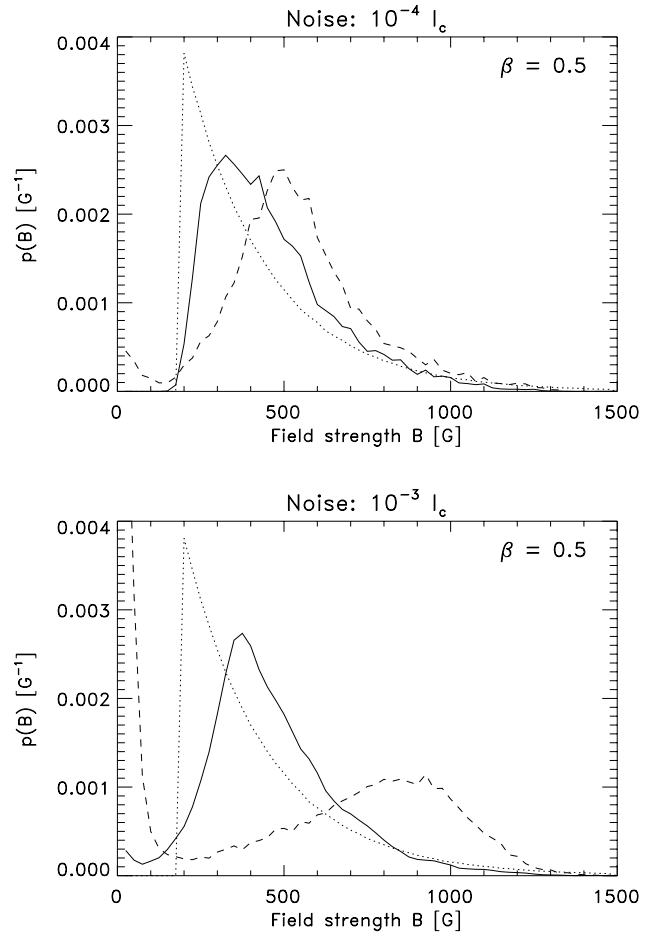 Noise: 10⁻⁴ I_c
β = 0.5
p(B) [G⁻¹]
0.004
0.003
0.002
0.001
0.000
0 500 1000 1500
Field strength B [G]
Noise: 10⁻³ I_c
β = 0.5
p(B) [G⁻¹]
0.004
0.003
0.002
0.001
0.000
0 500 1000 1500
Field strength B [G]